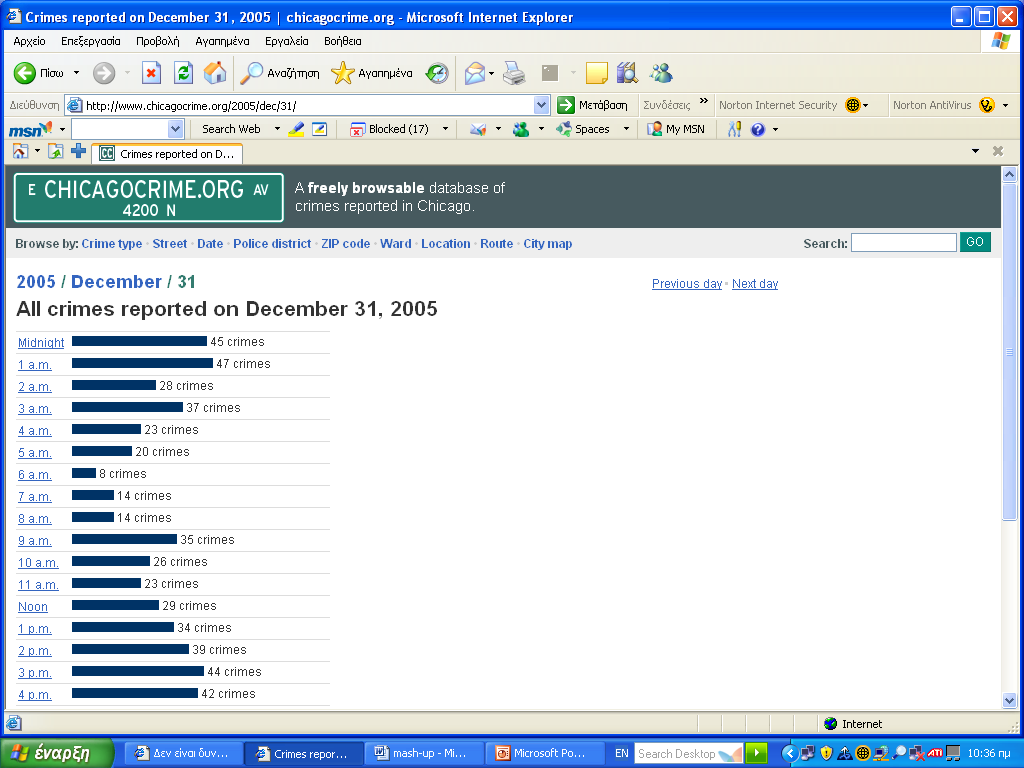 Crimes reported on December 31, 2005 | chicagocrime.org - Microsoft Internet Explorer
Αρχείο Επεξεργασία Προβολή Αγαπημένα Εργαλεία Βοήθεια
Πίσω Αναζήτηση Αγαπημένα
Διεύθυνση http://www.chicagocrime.org/2005/dec/31/ Μετάβαση Συνδέσεις » Norton Internet Security Norton AntiVirus
msn Search Web Blocked (17) Spaces My MSN
Crimes reported on D...
E CHICAGOCRIME.ORG AV
4200 N
A freely browsable database of
crimes reported in Chicago.
Browse by: Crime type · Street · Date · Police district · ZIP code · Ward · Location · Route · City map Search: GO
2005 / December / 31
Previous day · Next day
All crimes reported on December 31, 2005
Midnight 45 crimes
1 a.m. 47 crimes
2 a.m. 28 crimes
3 a.m. 37 crimes
4 a.m. 23 crimes
5 a.m. 20 crimes
6 a.m. 8 crimes
7 a.m. 14 crimes
8 a.m. 14 crimes
9 a.m. 35 crimes
10 a.m. 26 crimes
11 a.m. 23 crimes
Noon 29 crimes
1 p.m. 34 crimes
2 p.m. 39 crimes
3 p.m. 44 crimes
4 p.m. 42 crimes
Internet
έναρξη Δεν είναι δυν... Crimes repor... mash-up - Mi... Microsoft Po... EN Search Desktop 10:36 πμ